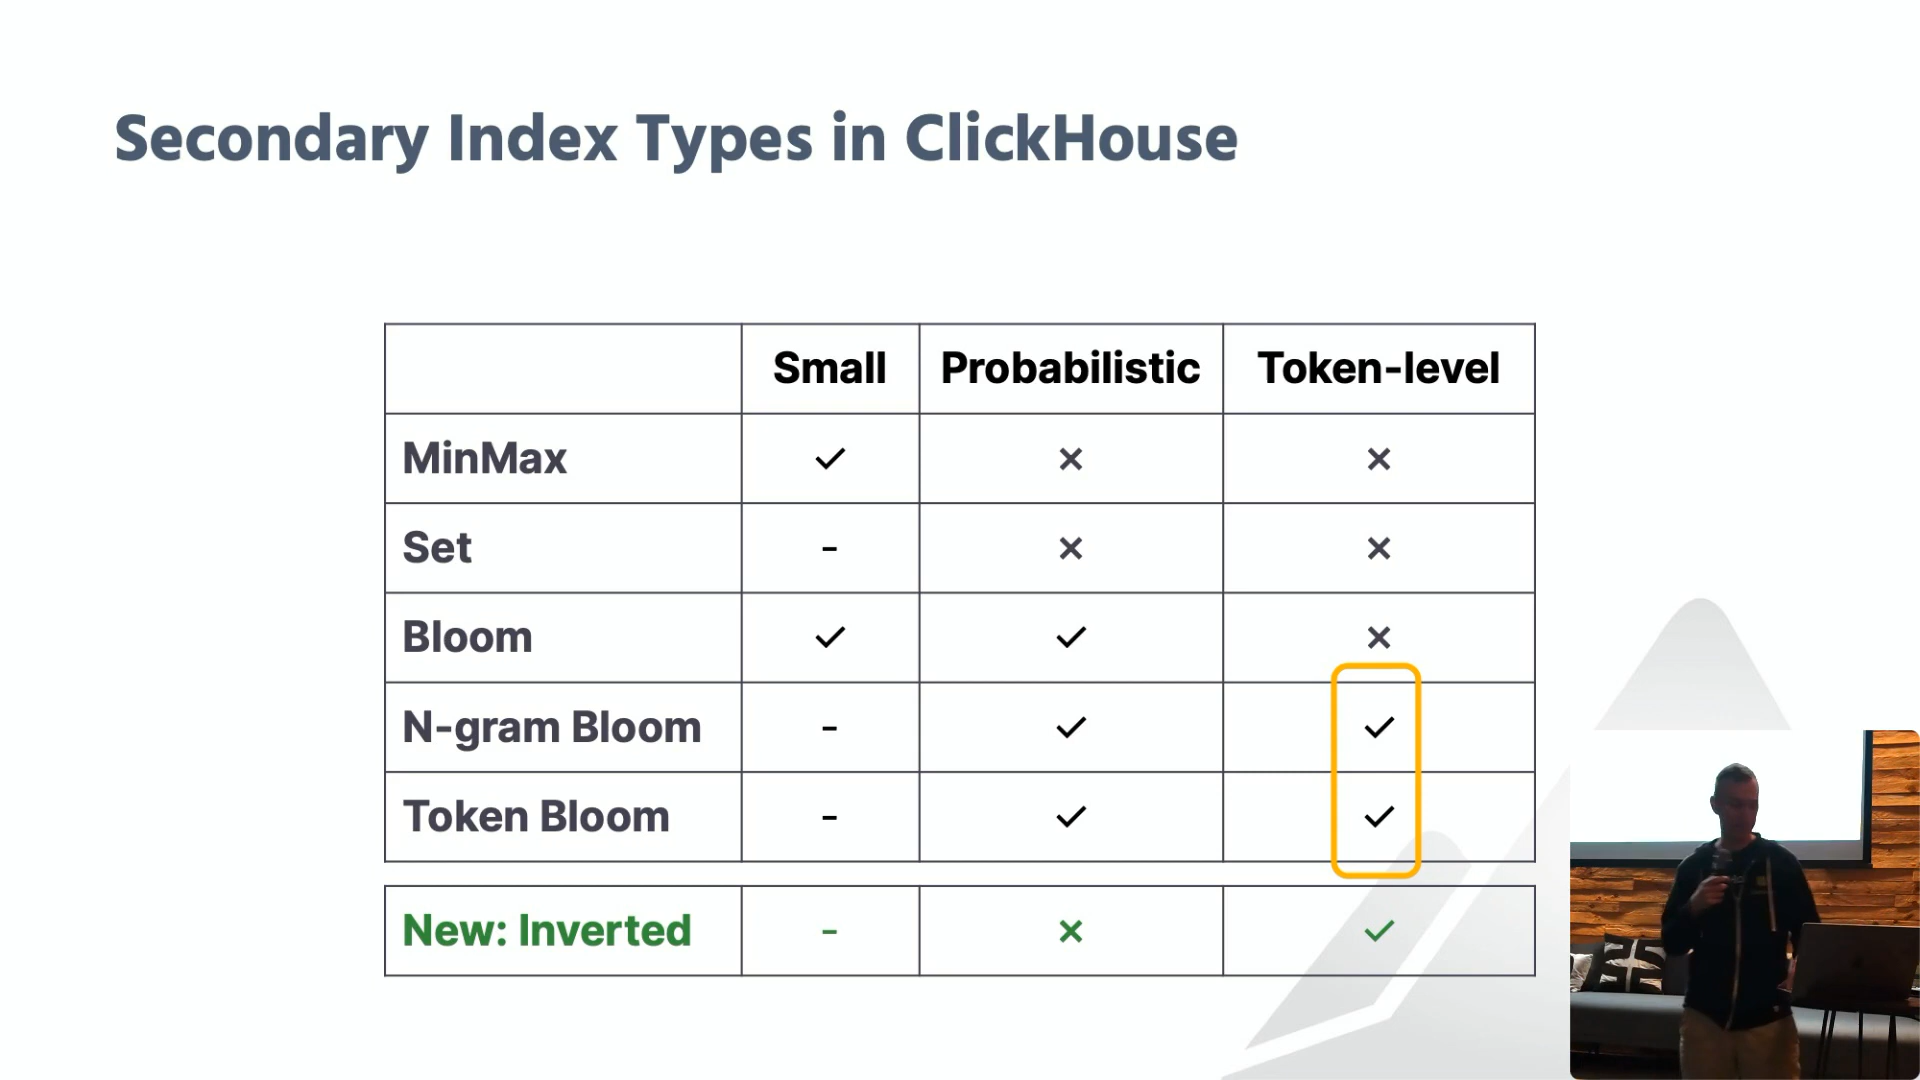 Secondary Index Types in ClickHouse
Small Probabilistic Token-level
MinMax ✓ ✕ ✕
Set - ✕ ✕
Bloom ✓ ✓ ✕
N-gram Bloom - ✓ ✓
Token Bloom - ✓ ✓
New: Inverted - ✕ ✓